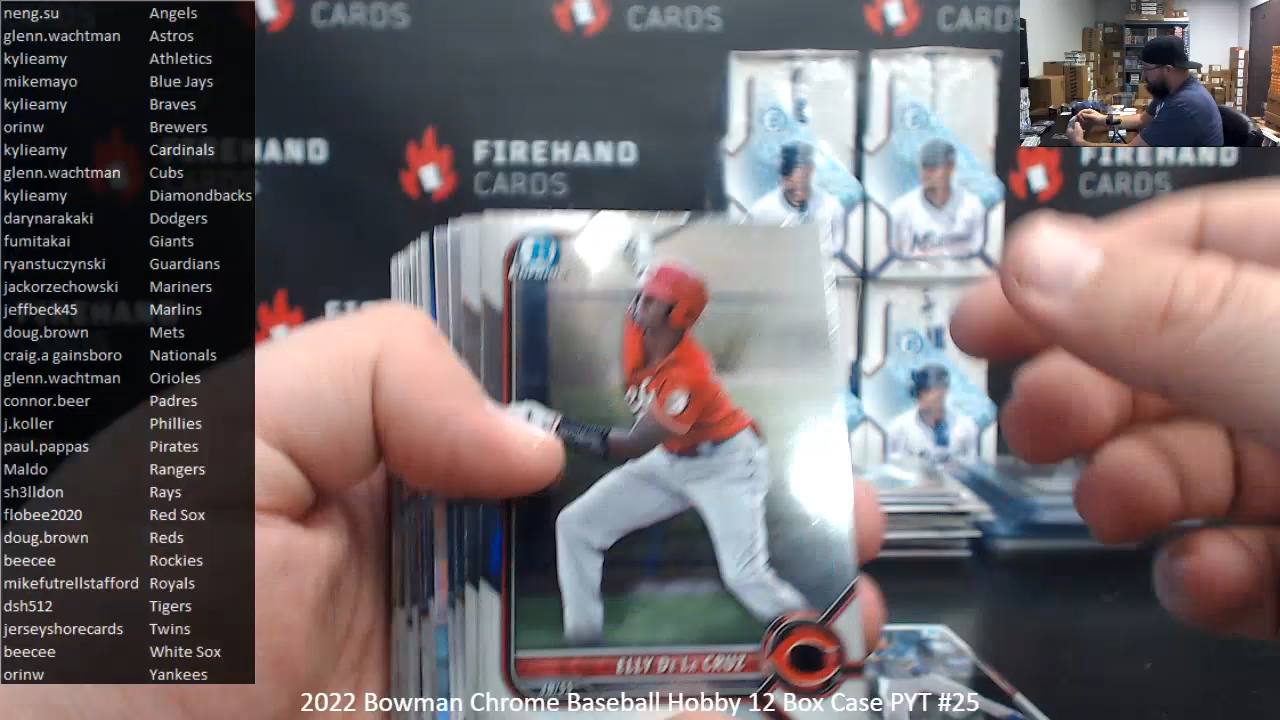 neng.su Angels
glenn.wachtman Astros
kylieamy Athletics
mikemayo Blue Jays
kylieamy Braves
orinw Brewers
kylieamy Cardinals
glenn.wachtman Cubs
kylieamy Diamondbacks
darynarakaki Dodgers
fumitakai Giants
ryanstuczynski Guardians
jackorzechowski Mariners
jeffbeck45 Marlins
doug.brown Mets
craig.a gainsboro Nationals
glenn.wachtman Orioles
connor.beer Padres
j.koller Phillies
paul.pappas Pirates
Maldo Rangers
sh3lldon Rays
flobee2020 Red Sox
doug.brown Reds
beecee Rockies
mikefutrellstafford Royals
dsh512 Tigers
jerseyshorecards Twins
beecee White Sox
orinw Yankees
CARDS
CARDS
CARDS
FIREHAND
CARDS
FIREHAND
CARDS
ELLY DE LA CRUZ
2022 Bowman Chrome Baseball Hobby 12 Box Case PYT #25